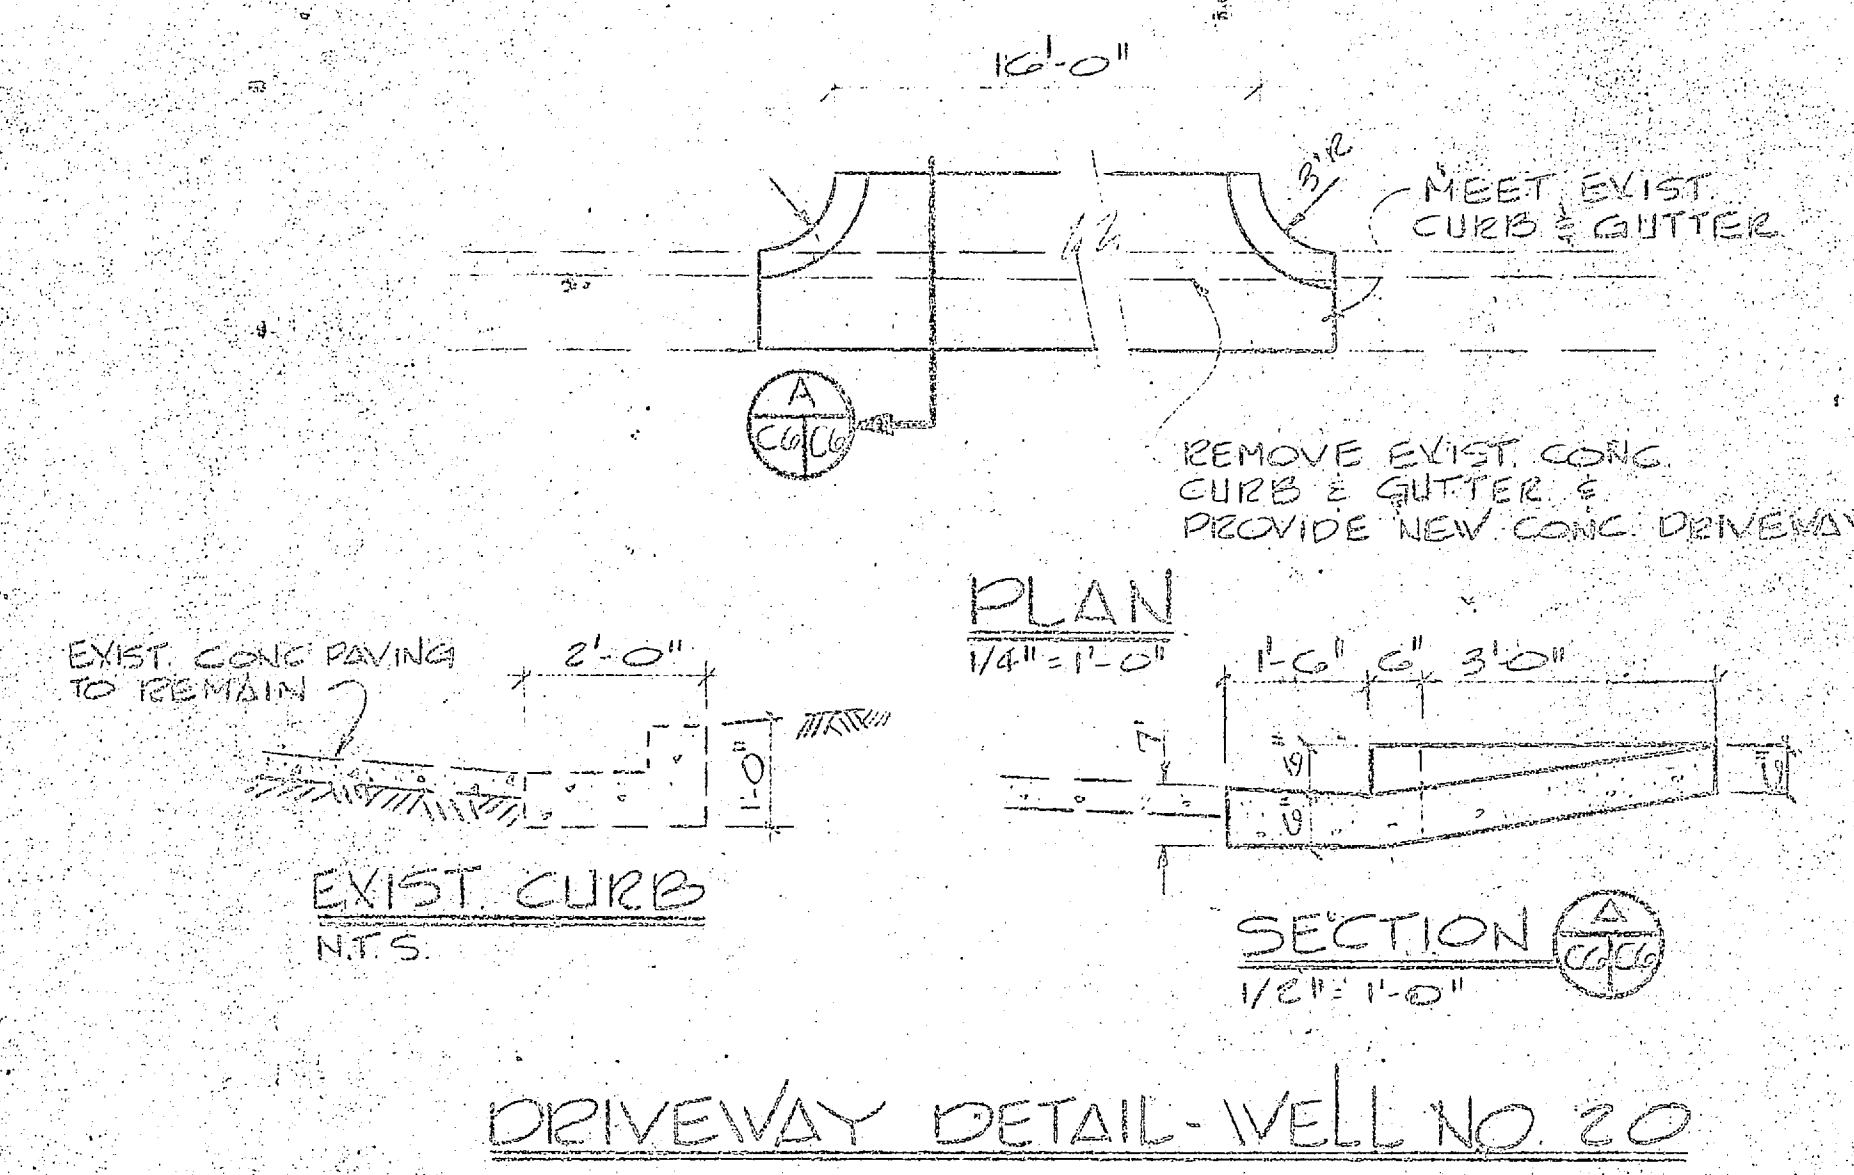 16'-0"
3'R
MEET EXIST.
CURB & GUTTER
A
C6 C6
REMOVE EXIST. CONC.
CURB & GUTTER &
PROVIDE NEW CONC. DRIVEWAY
PLAN
1/4" = 1'-0"
EXIST. CONC PAVING
TO REMAIN
2'-0"
1'-0"
EXIST. CURB
N.T.S.
1'-6" 6" 3'-0"
7"
6"
6"
6"
SECTION
A
C6 C6
1/2" = 1'-0"
DRIVEWAY DETAIL - WELL NO. 20